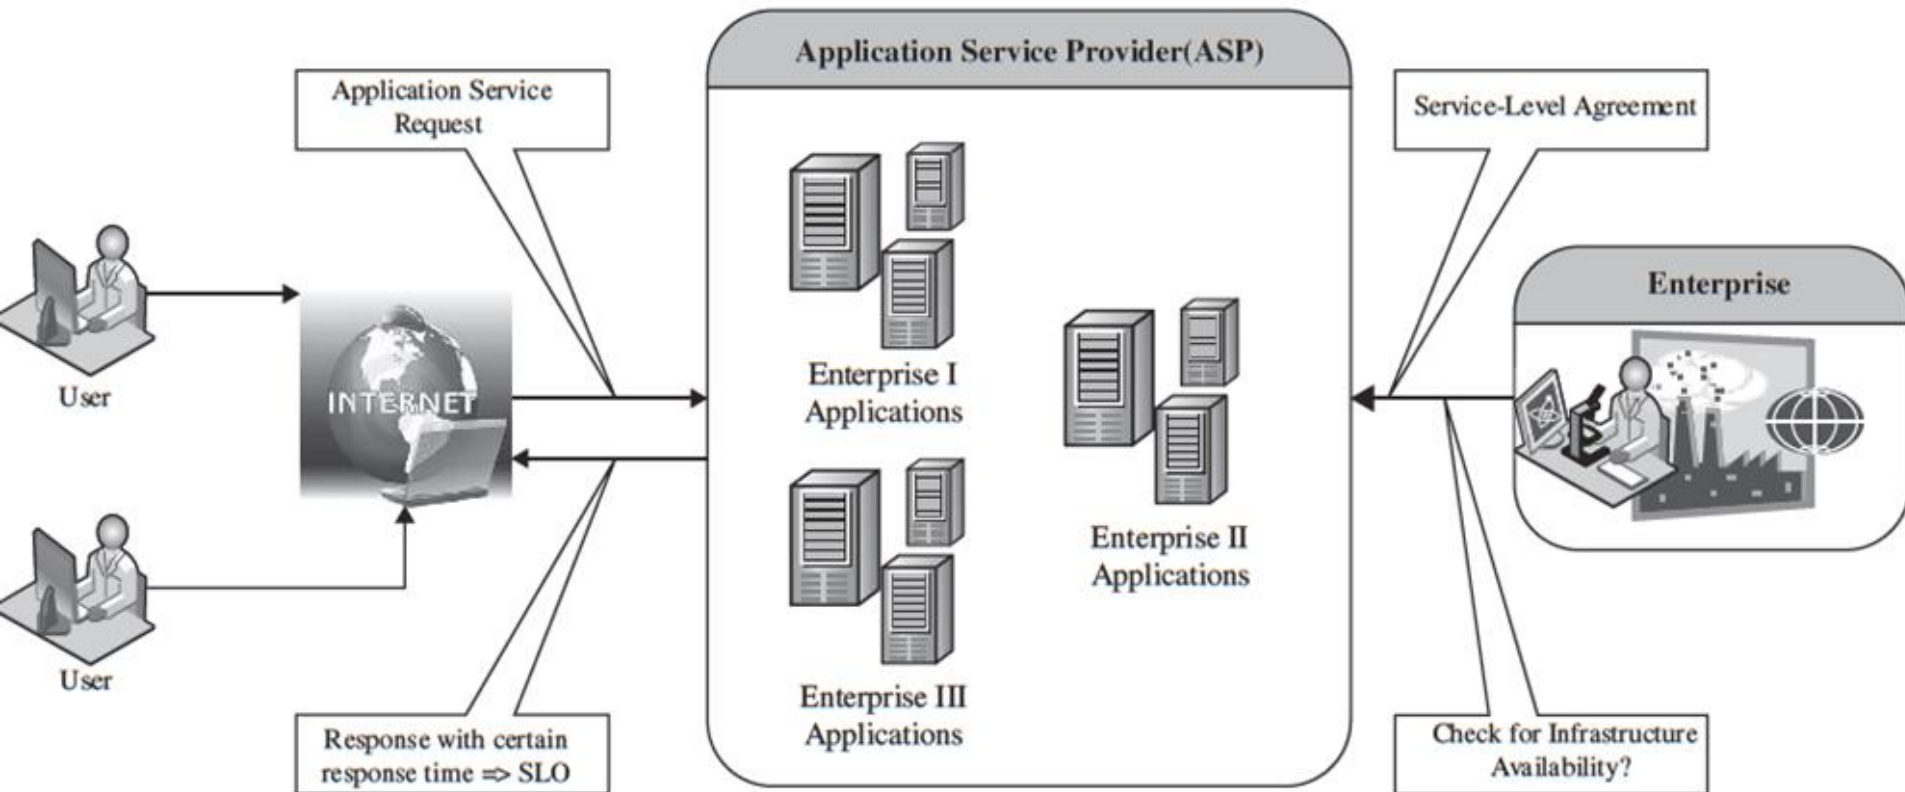 Application Service Provider(ASP)
Application Service
Request
Service-Level Agreement
Enterprise
User
INTERNET
Enterprise I
Applications
Enterprise II
Applications
Enterprise III
Applications
User
Response with certain
response time => SLO
Check for Infrastructure
Availability?